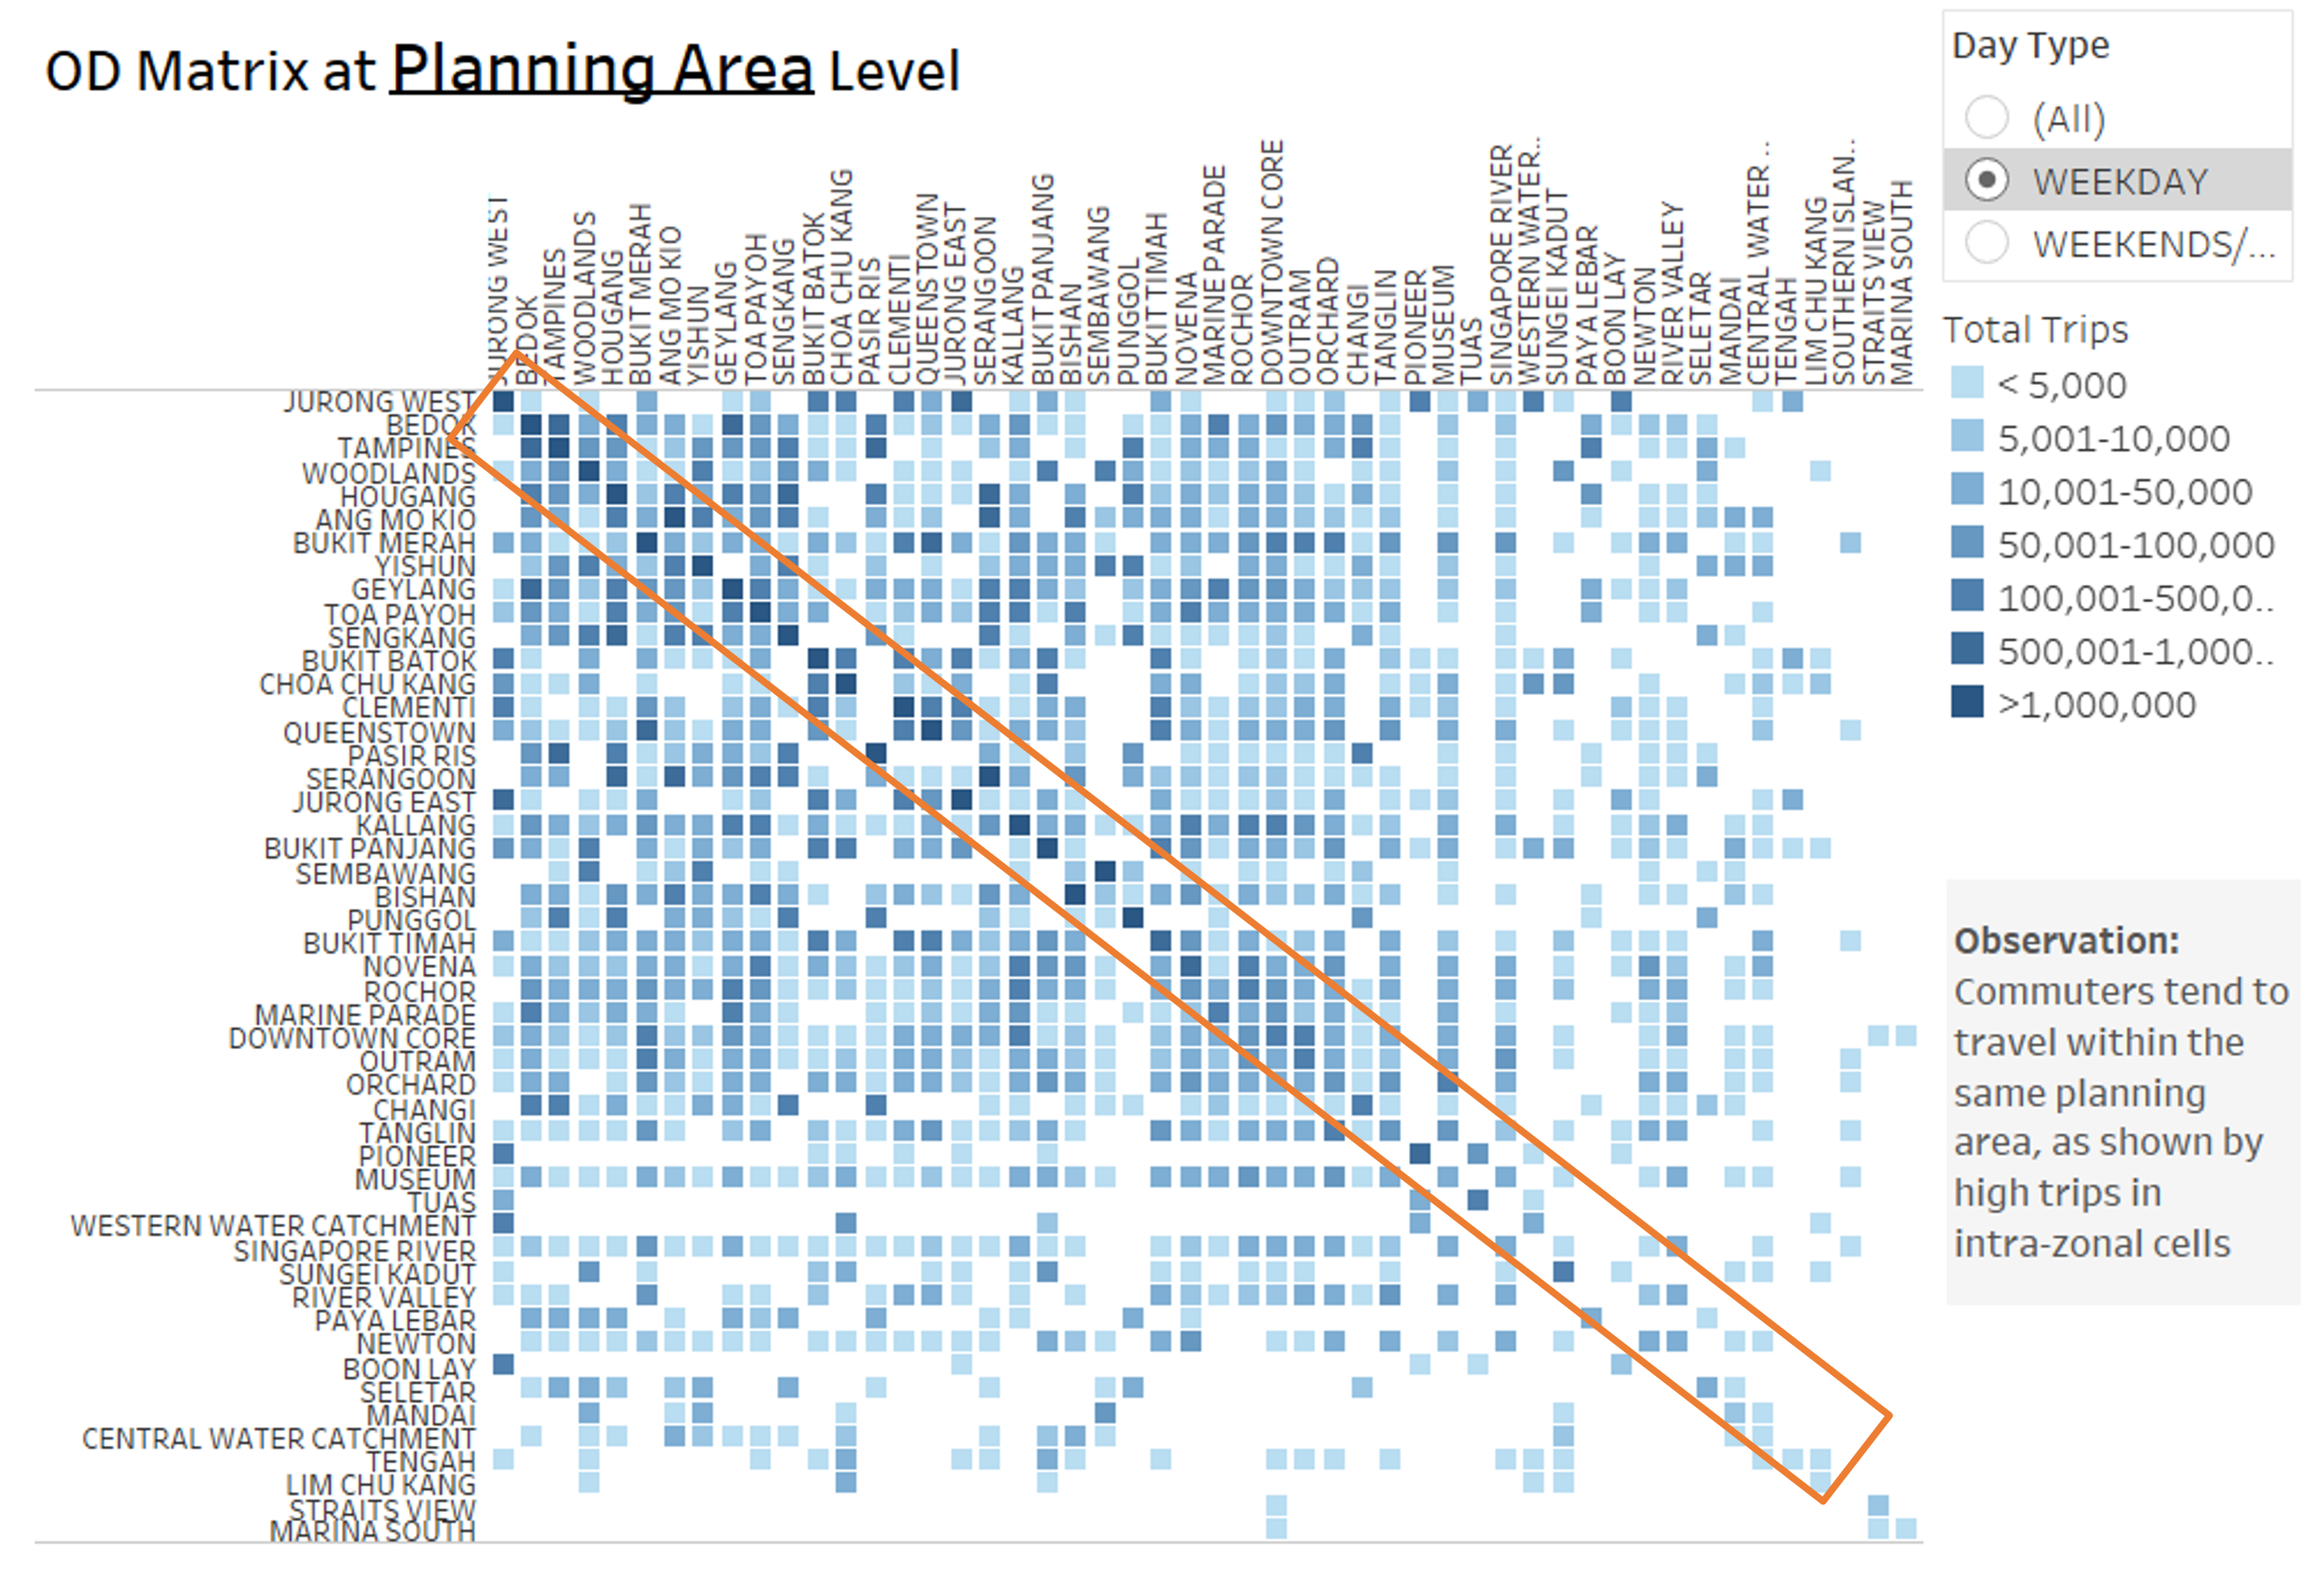 OD Matrix at Planning Area Level
Day Type
(All)
WEEKDAY
WEEKENDS/...
Total Trips
< 5,000
5,001-10,000
10,001-50,000
50,001-100,000
100,001-500,0..
500,001-1,000..
>1,000,000
Observation:
Commuters tend to
travel within the
same planning
area, as shown by
high trips in
intra-zonal cells
JURONG WEST
BEDOK
TAMPINES
WOODLANDS
HOUGANG
BUKIT MERAH
ANG MO KIO
YISHUN
GEYLANG
TOA PAYOH
SENGKANG
BUKIT BATOK
CHOA CHU KANG
PASIR RIS
CLEMENTI
QUEENSTOWN
JURONG EAST
SERANGOON
KALLANG
BUKIT PANJANG
BISHAN
SEMBAWANG
PUNGGOL
BUKIT TIMAH
NOVENA
MARINE PARADE
ROCHOR
DOWNTOWN CORE
OUTRAM
ORCHARD
CHANGI
TANGLIN
PIONEER
MUSEUM
TUAS
SINGAPORE RIVER
WESTERN WATER..
SUNGEI KADUT
PAYA LEBAR
BOON LAY
NEWTON
RIVER VALLEY
SELETAR
MANDAI
CENTRAL WATER ..
TENGAH
LIM CHU KANG
SOUTHERN ISLAN..
STRAITS VIEW
MARINA SOUTH
JURONG WEST
BEDOK
TAMPINES
WOODLANDS
HOUGANG
ANG MO KIO
BUKIT MERAH
YISHUN
GEYLANG
TOA PAYOH
SENGKANG
BUKIT BATOK
CHOA CHU KANG
CLEMENTI
QUEENSTOWN
PASIR RIS
SERANGOON
JURONG EAST
KALLANG
BUKIT PANJANG
SEMBAWANG
BISHAN
PUNGGOL
BUKIT TIMAH
NOVENA
ROCHOR
MARINE PARADE
DOWNTOWN CORE
OUTRAM
ORCHARD
CHANGI
TANGLIN
PIONEER
MUSEUM
TUAS
WESTERN WATER CATCHMENT
SINGAPORE RIVER
SUNGEI KADUT
RIVER VALLEY
PAYA LEBAR
NEWTON
BOON LAY
SELETAR
MANDAI
CENTRAL WATER CATCHMENT
TENGAH
LIM CHU KANG
STRAITS VIEW
MARINA SOUTH